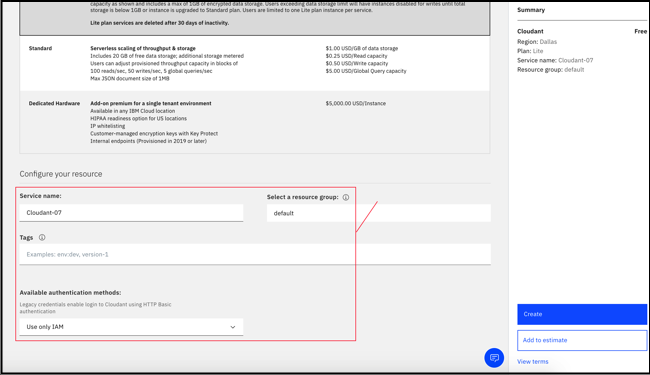 capacity as shown and includes a max of 1GB of encrypted data storage. Users exceeding data storage limit will have instances disabled for writes until total
storage is below 1GB or instance is upgraded to Standard plan. Users are limited to one Lite plan instance per service.
Lite plan services are deleted after 30 days of inactivity.
Standard
Serverless scaling of throughput & storage
Includes 20 GB of free data storage; additional storage metered
Users can adjust provisioned throughput capacity in blocks of
100 reads/sec, 50 writes/sec, 5 global queries/sec
Max JSON document size of 1MB
$1.00 USD/GB of data storage
$0.25 USD/Read capacity
$0.50 USD/Write capacity
$5.00 USD/Global Query capacity
Dedicated Hardware
Add-on premium for a single tenant environment
Available in any IBM Cloud location
HIPAA readiness option for US locations
IP whitelisting
Customer-managed encryption keys with Key Protect
Internal endpoints (Provisioned in 2019 or later)
$5,000.00 USD/Instance
Configure your resource
Service name:
Cloudant-07
Select a resource group:
default
Tags
Examples: env:dev, version-1
Available authentication methods:
Legacy credentials enable login to Cloudant using HTTP Basic
authentication
Use only IAM
Summary
Cloudant Free
Region: Dallas
Plan: Lite
Service name: Cloudant-07
Resource group: default
Create
Add to estimate
View terms